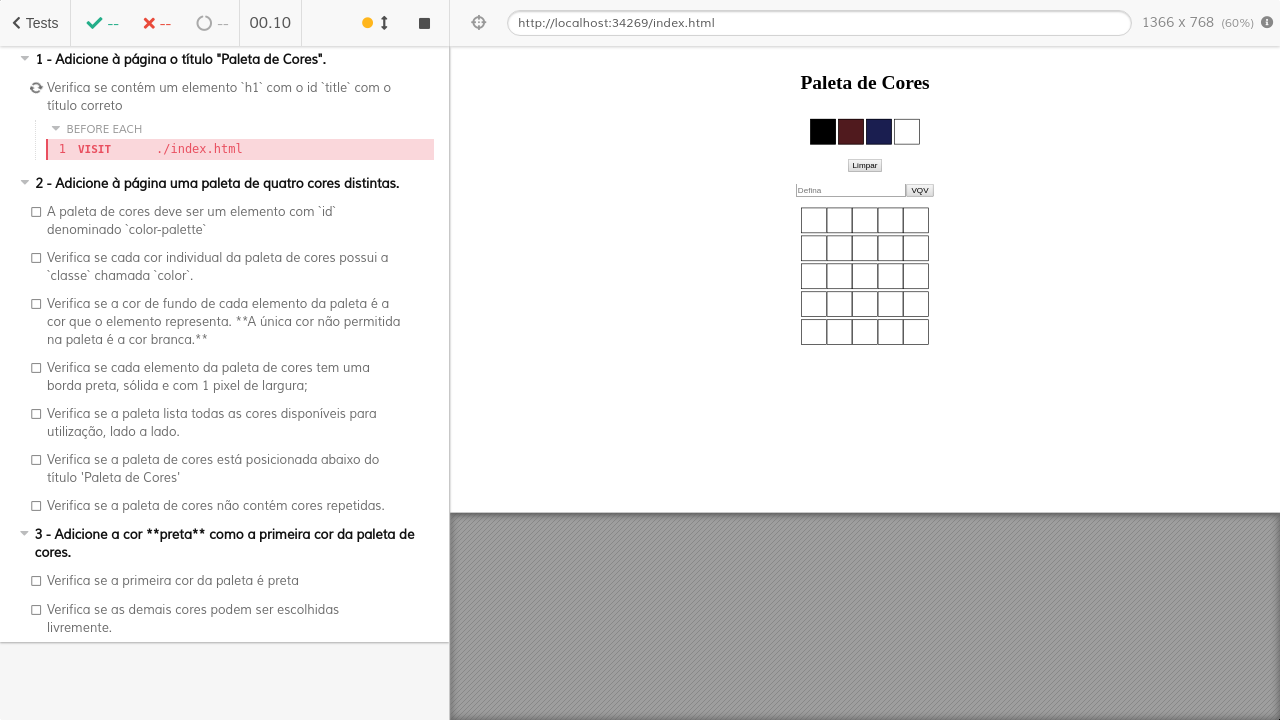 Tests -- -- -- 00.10 http://localhost:34269/index.html 1366 x 768 (60%)
1 - Adicione à página o título "Paleta de Cores".
Verifica se contém um elemento `h1` com o id `title` com o
título correto
BEFORE EACH
1 VISIT ./index.html
2 - Adicione à página uma paleta de quatro cores distintas.
A paleta de cores deve ser um elemento com `id`
denominado `color-palette`
Verifica se cada cor individual da paleta de cores possui a
`classe` chamada `color`.
Verifica se a cor de fundo de cada elemento da paleta é a
cor que o elemento representa. **A única cor não permitida
na paleta é a cor branca.**
Verifica se cada elemento da paleta de cores tem uma
borda preta, sólida e com 1 pixel de largura;
Verifica se a paleta lista todas as cores disponíveis para
utilização, lado a lado.
Verifica se a paleta de cores está posicionada abaixo do
título 'Paleta de Cores'
Verifica se a paleta de cores não contém cores repetidas.
3 - Adicione a cor **preta** como a primeira cor da paleta de
cores.
Verifica se a primeira cor da paleta é preta
Verifica se as demais cores podem ser escolhidas
livremente.
Paleta de Cores
Limpar
Defina VQV